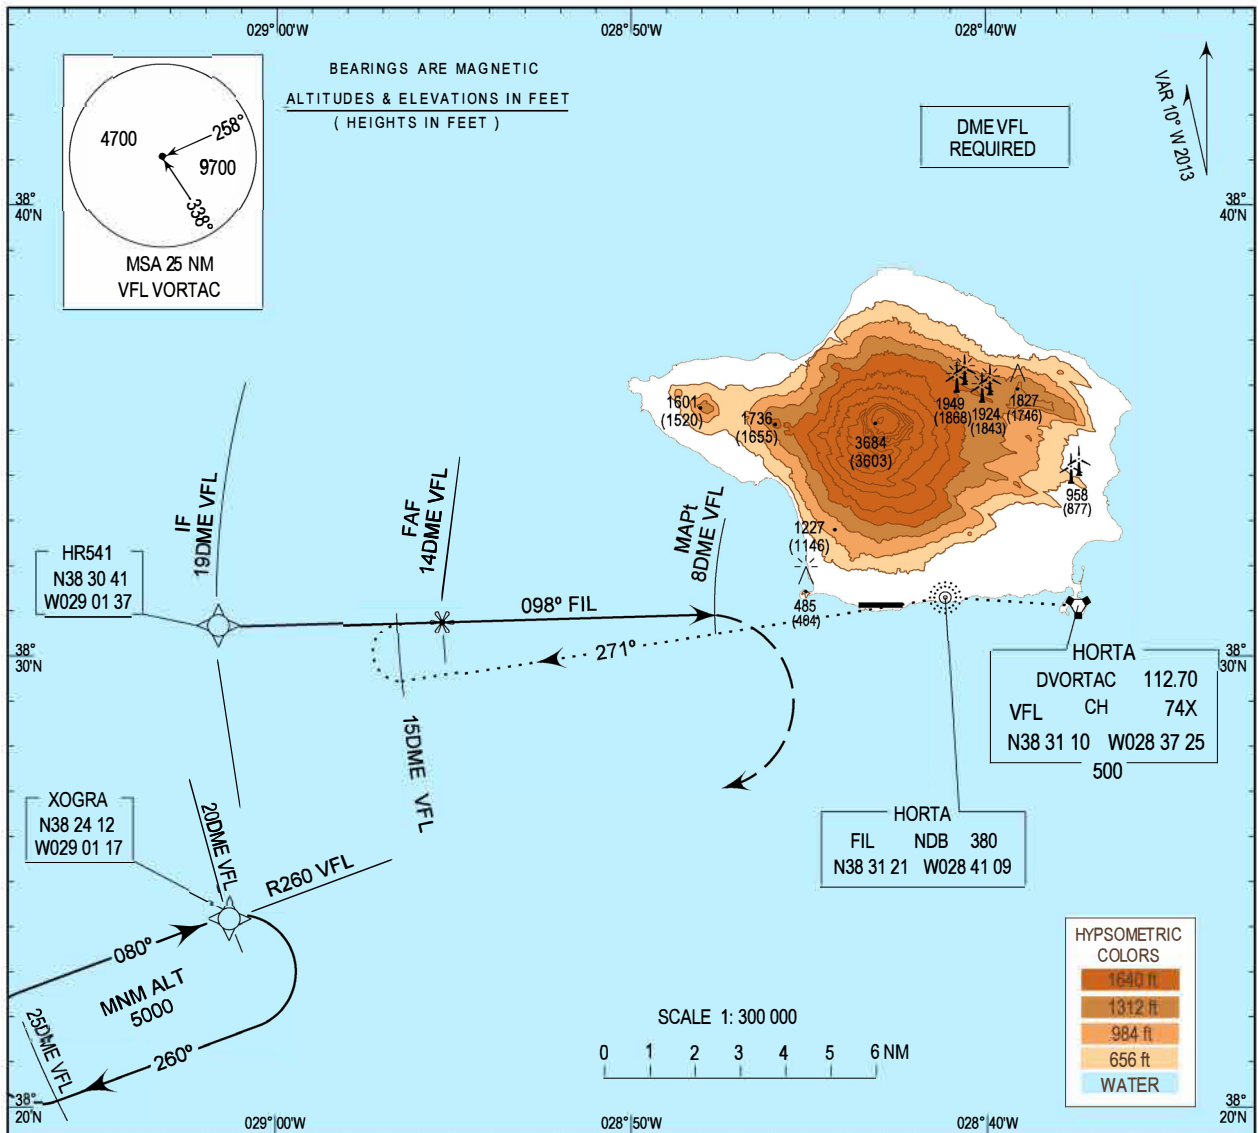 029° 00'W
028° 50'W
028° 40'W
BEARINGS ARE MAGNETIC
ALTITUDES & ELEVATIONS IN FEET
( HEIGHTS IN FEET )
4700
258°
9700
338°
MSA 25 NM
VFL VORTAC
DME VFL
REQUIRED
VAR 10° W 2013
38°
40'N
38°
40'N
1601
(1520)
1736
(1655)
3684
(3603)
1949
(1868)
1924
(1843)
1827
(1746)
958
(877)
1227
(1146)
485
(484)
IF
19DME VFL
FAF
14DME VFL
MAPt
8DME VFL
HR541
N38 30 41
W029 01 37
098° FIL
271°
15DME VFL
38°
30'N
38°
30'N
HORTA
DVORTAC 112.70
VFL CH 74X
N38 31 10 W028 37 25
500
HORTA
FIL NDB 380
N38 31 21 W028 41 09
XOGRA
N38 24 12
W029 01 17
20DME VFL
R260 VFL
080°
MNM ALT
5000
260°
25DME VFL
SCALE 1: 300 000
0 1 2 3 4 5 6 NM
HYPSOMETRIC
COLORS
1640 ft
1312 ft
984 ft
656 ft
WATER
38°
20'N
38°
20'N
029° 00'W
028° 50'W
028° 40'W